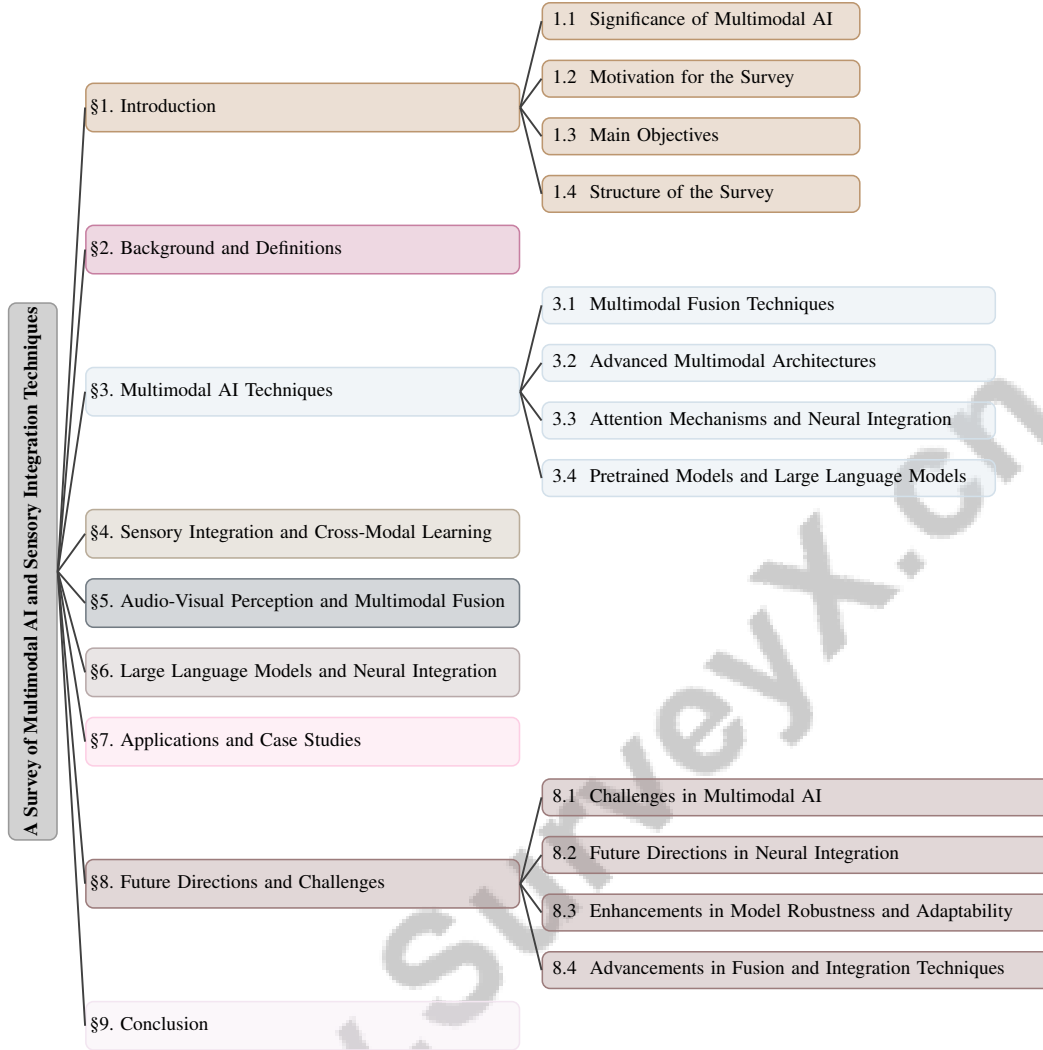 A Survey of Multimodal AI and Sensory Integration Techniques
§1. Introduction
1.1 Significance of Multimodal AI
1.2 Motivation for the Survey
1.3 Main Objectives
1.4 Structure of the Survey
§2. Background and Definitions
§3. Multimodal AI Techniques
3.1 Multimodal Fusion Techniques
3.2 Advanced Multimodal Architectures
3.3 Attention Mechanisms and Neural Integration
3.4 Pretrained Models and Large Language Models
§4. Sensory Integration and Cross-Modal Learning
§5. Audio-Visual Perception and Multimodal Fusion
§6. Large Language Models and Neural Integration
§7. Applications and Case Studies
§8. Future Directions and Challenges
8.1 Challenges in Multimodal AI
8.2 Future Directions in Neural Integration
8.3 Enhancements in Model Robustness and Adaptability
8.4 Advancements in Fusion and Integration Techniques
§9. Conclusion
.Surveyx.cn